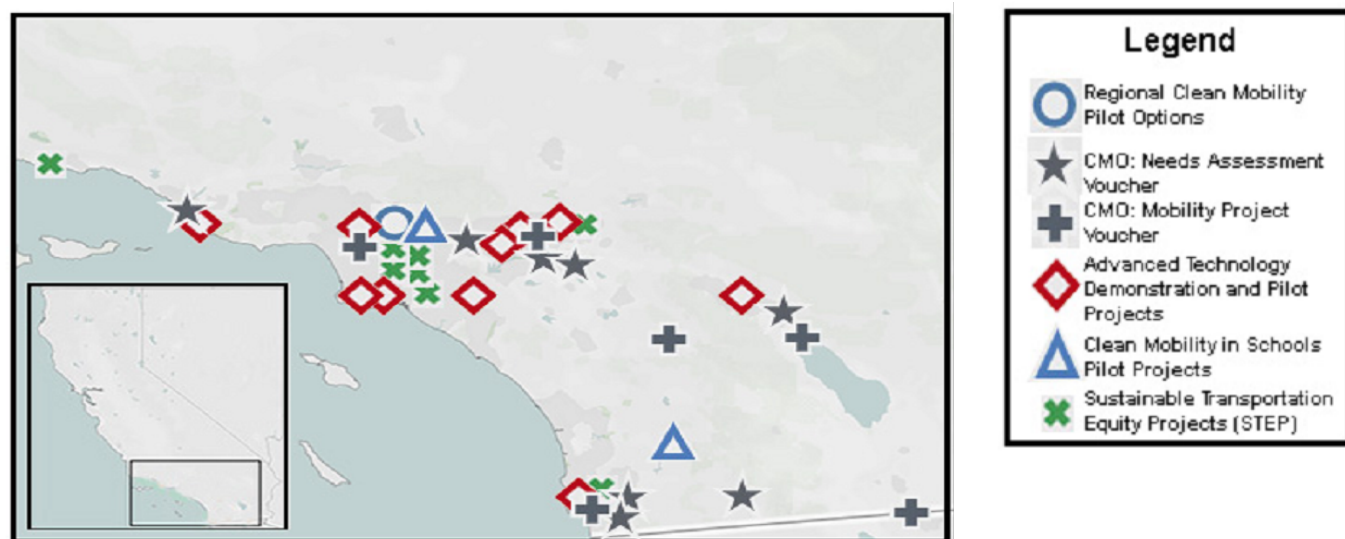 Legend
Regional Clean Mobility
Pilot Options
CMO: Needs Assessment
Voucher
CMO: Mobility Project
Voucher
Advanced Technology
Demonstration and Pilot
Projects
Clean Mobility in Schools
Pilot Projects
Sustainable Transportation
Equity Projects (STEP)